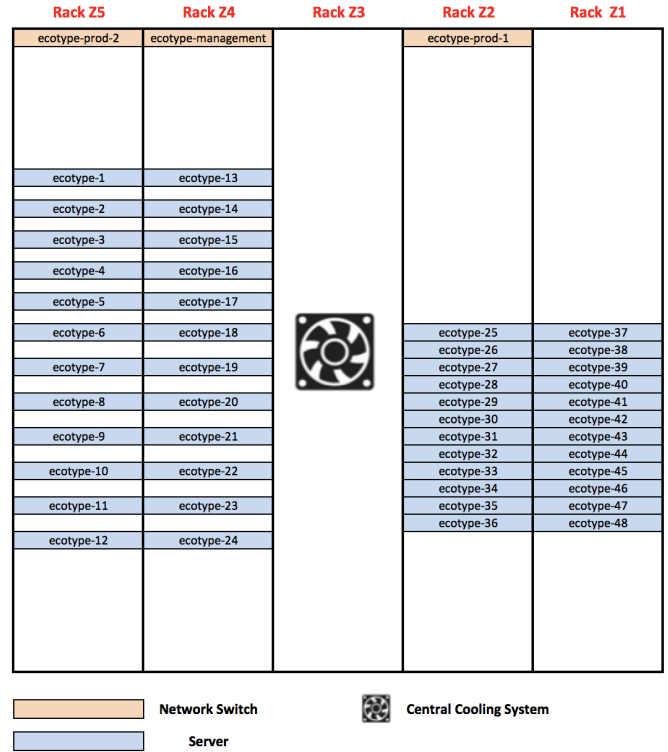 Rack Z5 Rack Z4 Rack Z3 Rack Z2 Rack Z1
ecotype-prod-2 ecotype-management ecotype-prod-1
ecotype-1 ecotype-13
ecotype-2 ecotype-14
ecotype-3 ecotype-15
ecotype-4 ecotype-16
ecotype-5 ecotype-17
ecotype-6 ecotype-18 ecotype-25 ecotype-37
ecotype-26 ecotype-38
ecotype-7 ecotype-19 ecotype-27 ecotype-39
ecotype-28 ecotype-40
ecotype-8 ecotype-20 ecotype-29 ecotype-41
ecotype-30 ecotype-42
ecotype-9 ecotype-21 ecotype-31 ecotype-43
ecotype-32 ecotype-44
ecotype-10 ecotype-22 ecotype-33 ecotype-45
ecotype-34 ecotype-46
ecotype-11 ecotype-23 ecotype-35 ecotype-47
ecotype-36 ecotype-48
ecotype-12 ecotype-24
Network Switch Central Cooling System
Server